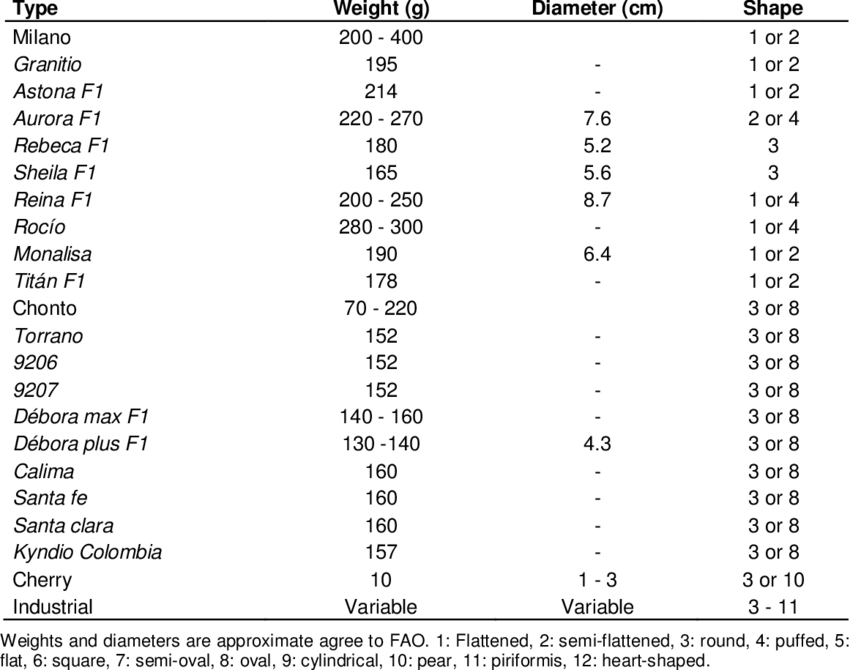 Type Weight (g) Diameter (cm) Shape
Milano 200 - 400 1 or 2
Granitio 195 - 1 or 2
Astona F1 214 - 1 or 2
Aurora F1 220 - 270 7.6 2 or 4
Rebeca F1 180 5.2 3
Sheila F1 165 5.6 3
Reina F1 200 - 250 8.7 1 or 4
Rocío 280 - 300 - 1 or 4
Monalisa 190 6.4 1 or 2
Titán F1 178 - 1 or 2
Chonto 70 - 220 3 or 8
Torrano 152 - 3 or 8
9206 152 - 3 or 8
9207 152 - 3 or 8
Débora max F1 140 - 160 - 3 or 8
Débora plus F1 130 -140 4.3 3 or 8
Calima 160 - 3 or 8
Santa fe 160 - 3 or 8
Santa clara 160 - 3 or 8
Kyndio Colombia 157 - 3 or 8
Cherry 10 1 - 3 3 or 10
Industrial Variable Variable 3 - 11
Weights and diameters are approximate agree to FAO. 1: Flattened, 2: semi-flattened, 3: round, 4: puffed, 5:
flat, 6: square, 7: semi-oval, 8: oval, 9: cylindrical, 10: pear, 11: piriformis, 12: heart-shaped.